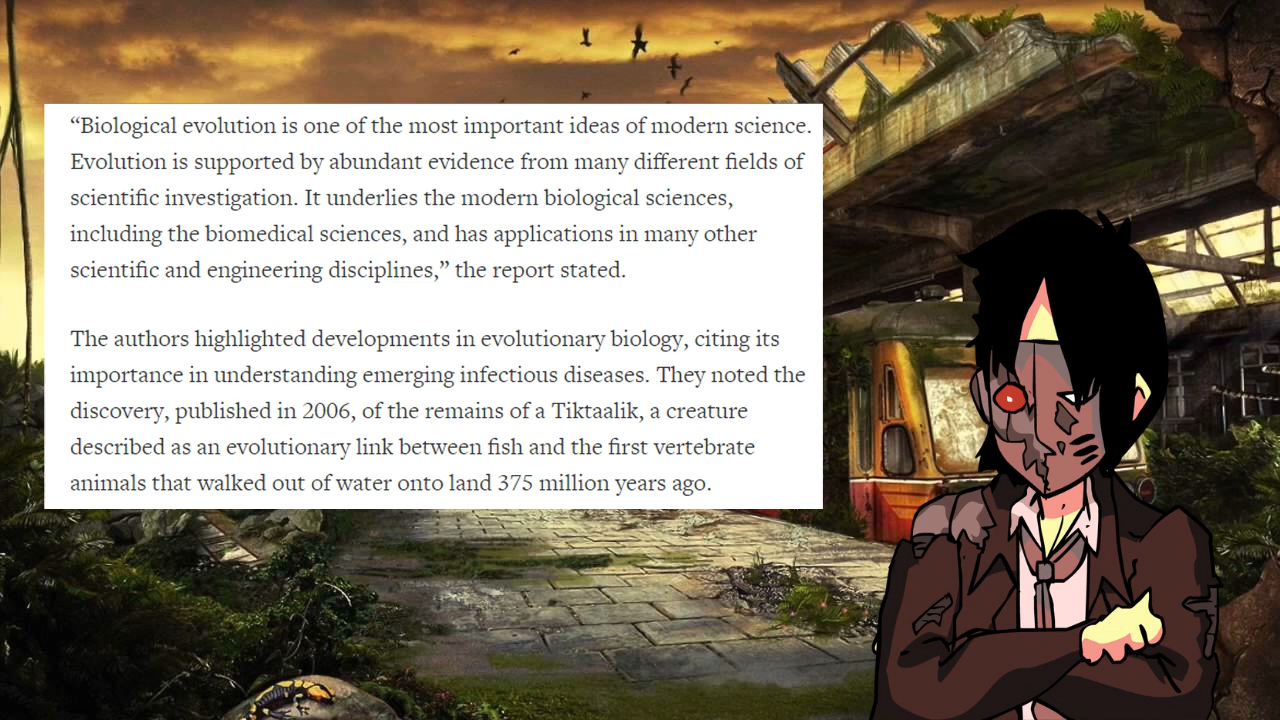 “Biological evolution is one of the most important ideas of modern science.
Evolution is supported by abundant evidence from many different fields of
scientific investigation. It underlies the modern biological sciences,
including the biomedical sciences, and has applications in many other
scientific and engineering disciplines,” the report stated.
The authors highlighted developments in evolutionary biology, citing its
importance in understanding emerging infectious diseases. They noted the
discovery, published in 2006, of the remains of a Tiktaalik, a creature
described as an evolutionary link between fish and the first vertebrate
animals that walked out of water onto land 375 million years ago.